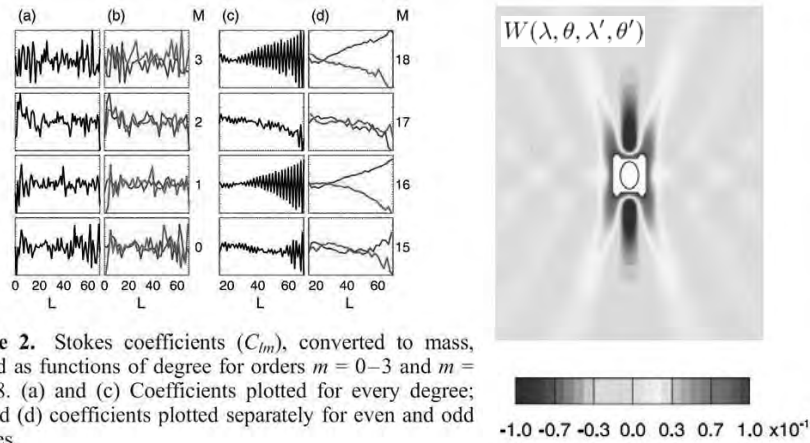 (a) (b) M (c) (d) M
3 18
2 17
1 16
0 15
0 20 40 60 0 20 40 60 20 40 60 20 40 60
L L L L
e 2. Stokes coefficients (Clm), converted to mass,
d as functions of degree for orders m = 0–3 and m =
8. (a) and (c) Coefficients plotted for every degree;
d (d) coefficients plotted separately for even and odd
es.
W(λ, θ, λ′, θ′)
-1.0 -0.7 -0.3 0.0 0.3 0.7 1.0 x10⁻